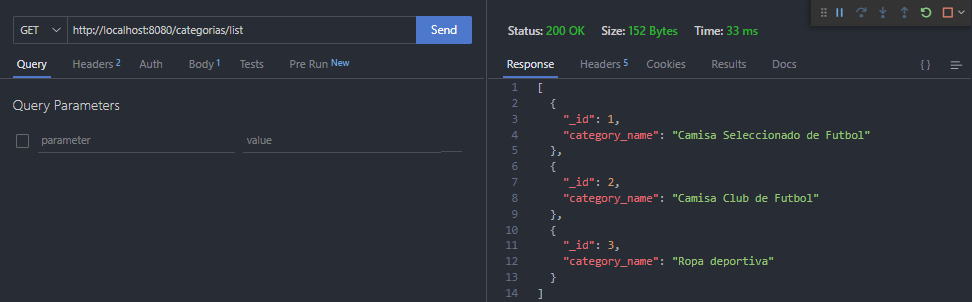 GET http://localhost:8080/categorias/list Send
Query Headers 2 Auth Body 1 Tests Pre Run New
Query Parameters
parameter value
Status: 200 OK Size: 152 Bytes Time: 33 ms
Response Headers 5 Cookies Results Docs { }
1 [
2 {
3 "_id": 1,
4 "category_name": "Camisa Seleccionado de Futbol"
5 },
6 {
7 "_id": 2,
8 "category_name": "Camisa Club de Futbol"
9 },
10 {
11 "_id": 3,
12 "category_name": "Ropa deportiva"
13 }
14 ]